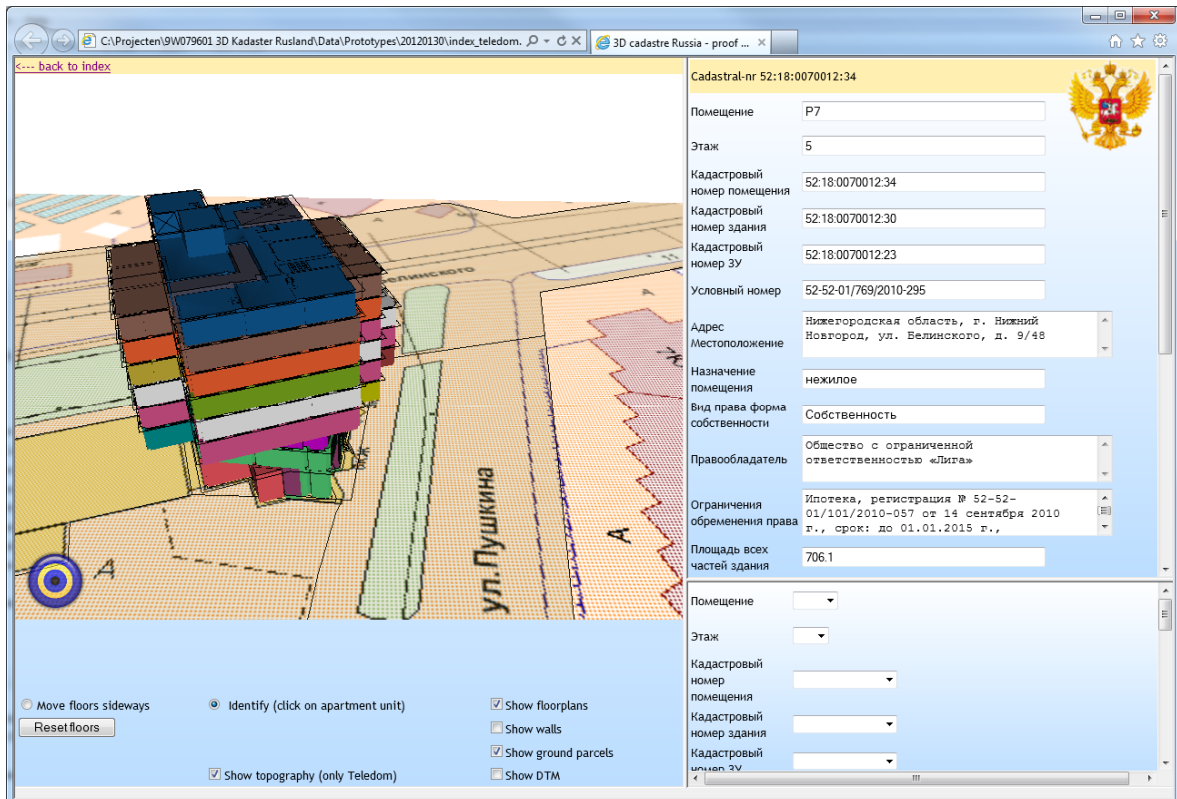 C:\Projecten\9W079601 3D Kadaster Rusland\Data\Prototypes\20120130\index_teledom.
3D cadastre Russia - proof ...
<--- back to index
Cadastral-nr 52:18:0070012:34
Помещение
P7
Этаж
5
Кадастровый
номер помещения
52:18:0070012:34
Кадастровый
номер здания
52:18:0070012:30
Кадастровый
номер ЗУ
52:18:0070012:23
Условный номер
52-52-01/769/2010-295
Адрес
Местоположение
Нижегородская область, г. Нижний
Новгород, ул. Белинского, д. 9/48
Назначение
помещения
нежилое
Вид права форма
собственности
Собственность
Правообладатель
Общество с ограниченной
ответственностью «Лига»
Ограничения
обременения права
Ипотека, регистрация № 52-52-
01/101/2010-057 от 14 сентября 2010
г., срок: до 01.01.2015 г.,
Площадь всех
частей здания
706.1
елинского
11
А
А
А
ул.Пушкина
Помещение
Этаж
Кадастровый
номер
помещения
Кадастровый
номер здания
Кадастровый
номер ЗУ
Move floors sideways
Identify (click on apartment unit)
Show floorplans
Reset floors
Show walls
Show ground parcels
Show topography (only Teledom)
Show DTM